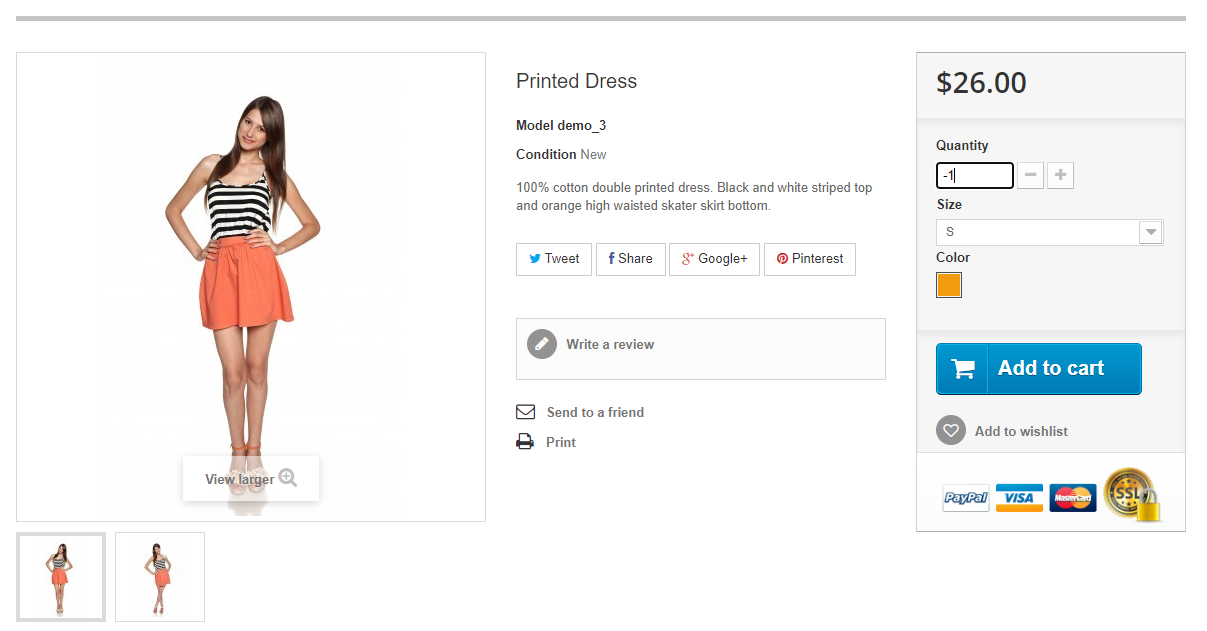 Printed Dress
Model demo_3
Condition New
100% cotton double printed dress. Black and white striped top
and orange high waisted skater skirt bottom.
Tweet
f Share
g+ Google+
Pinterest
Write a review
Send to a friend
Print
View larger
$26.00
Quantity
-1
Size
S
Color
Add to cart
Add to wishlist
PayPal
VISA
MasterCard
SSL